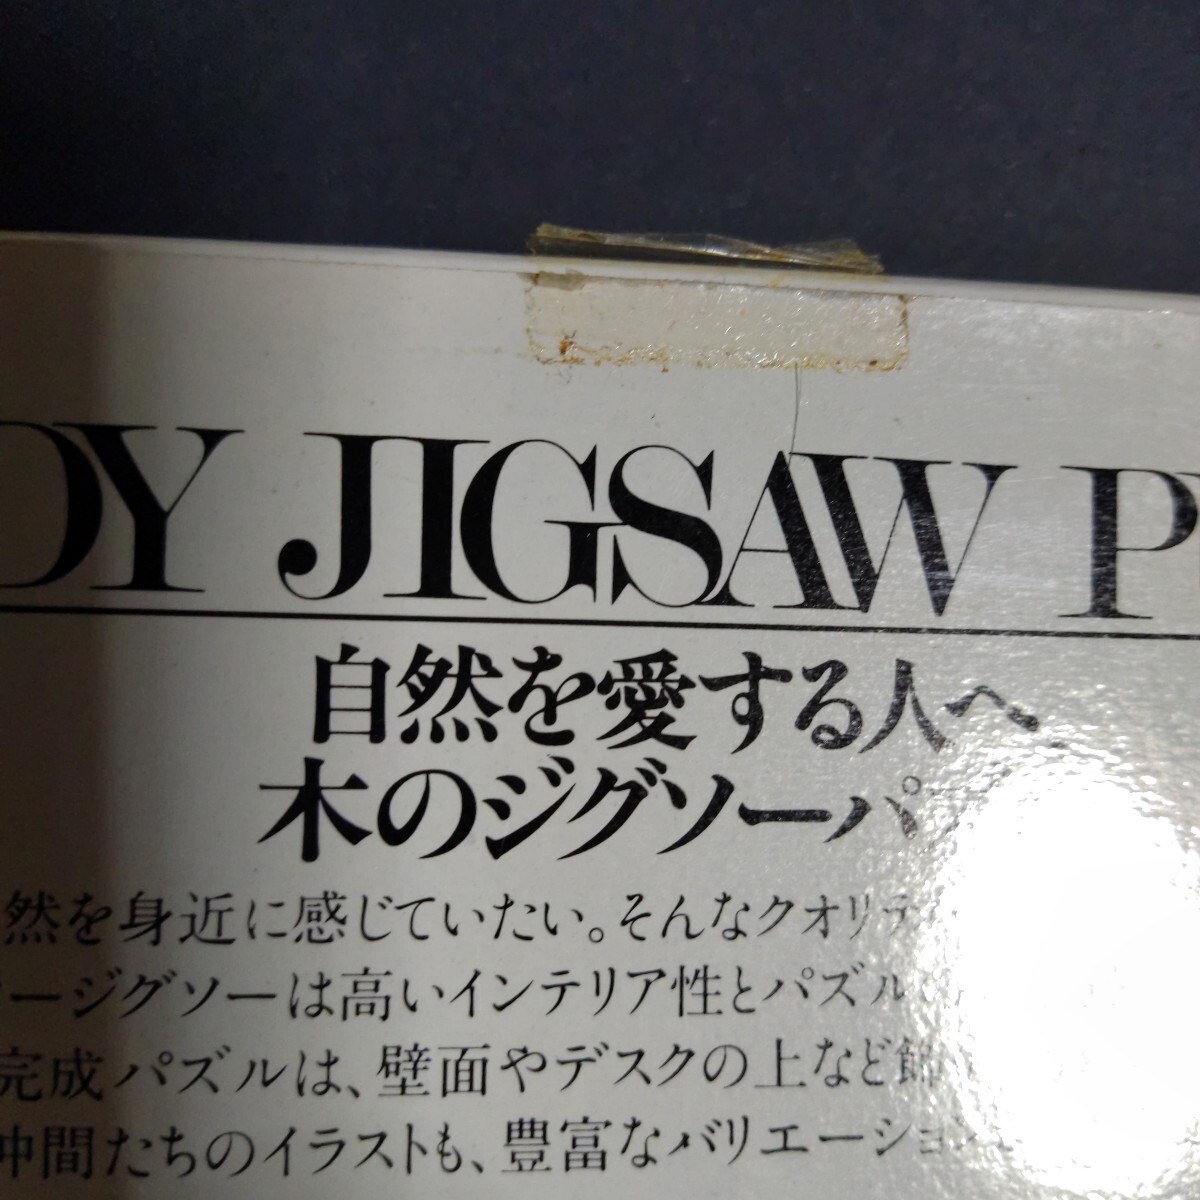 DY JIGSAW P
自然を愛する人へ、
木のジグソーパ
然を身近に感じていたい。そんなクオリテ
ージグソーは高いインテリア性とパズル
完成パズルは、壁面やデスクの上など飾
仲間たちのイラストも、豊富なバリエーション